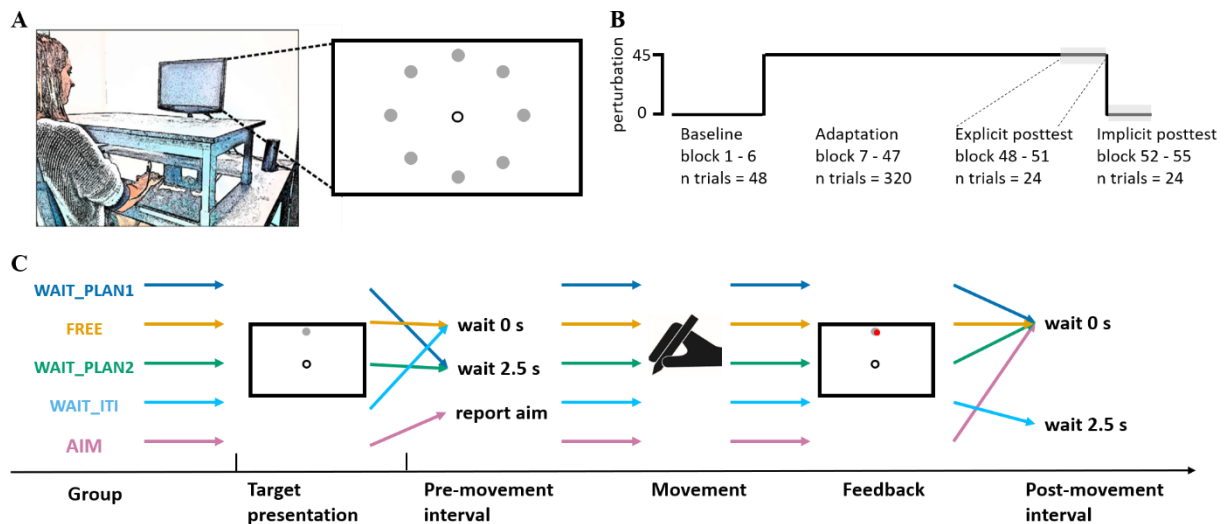 A
B
perturbation
45
0
Baseline
block 1 - 6
n trials = 48
Adaptation
block 7 - 47
n trials = 320
Explicit posttest
block 48 - 51
n trials = 24
Implicit posttest
block 52 - 55
n trials = 24
C
WAIT_PLAN1
FREE
WAIT_PLAN2
WAIT_ITI
AIM
wait 0 s
wait 2.5 s
report aim
wait 0 s
wait 2.5 s
Group
Target
presentation
Pre-movement
interval
Movement
Feedback
Post-movement
interval